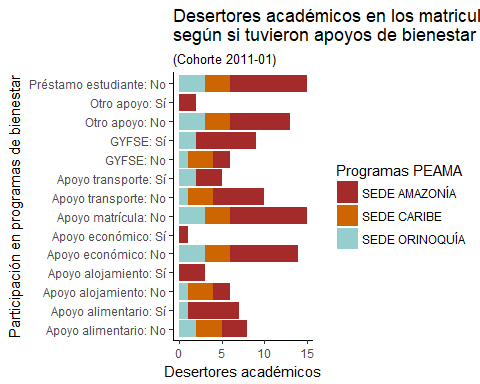 Desertores académicos en los matricul
según si tuvieron apoyos de bienestar
(Cohorte 2011-01)
Participación en programas de bienestar
Préstamo estudiante: No
Otro apoyo: Sí
Otro apoyo: No
GYFSE: Sí
GYFSE: No
Apoyo transporte: Sí
Apoyo transporte: No
Apoyo matrícula: No
Apoyo económico: Sí
Apoyo económico: No
Apoyo alojamiento: Sí
Apoyo alojamiento: No
Apoyo alimentario: Sí
Apoyo alimentario: No
0 5 10 15
Desertores académicos
Programas PEAMA
SEDE AMAZONÍA
SEDE CARIBE
SEDE ORINOQUÍA